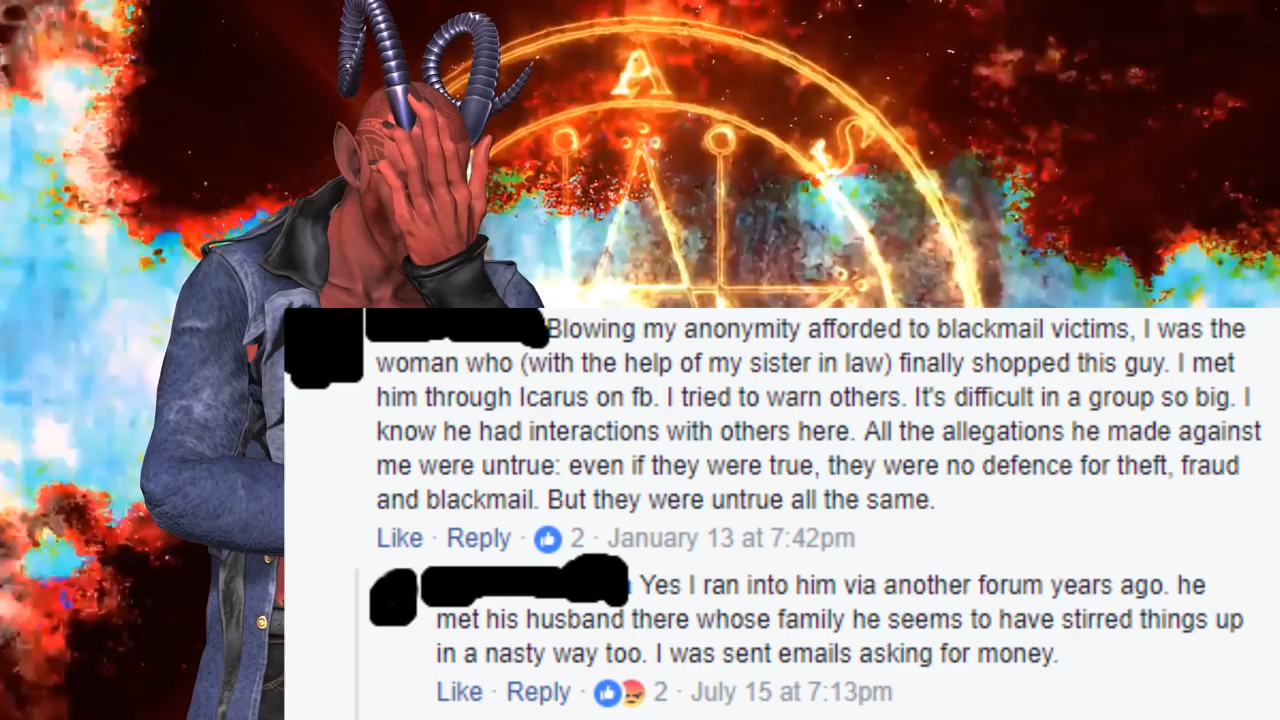 A
Blowing my anonymity afforded to blackmail victims, I was the
woman who (with the help of my sister in law) finally shopped this guy. I met
him through Icarus on fb. I tried to warn others. It's difficult in a group so big. I
know he had interactions with others here. All the allegations he made against
me were untrue: even if they were true, they were no defence for theft, fraud
and blackmail. But they were untrue all the same.
Like · Reply · 2 · January 13 at 7:42pm
Yes I ran into him via another forum years ago. he
met his husband there whose family he seems to have stirred things up
in a nasty way too. I was sent emails asking for money.
Like · Reply · 2 · July 15 at 7:13pm